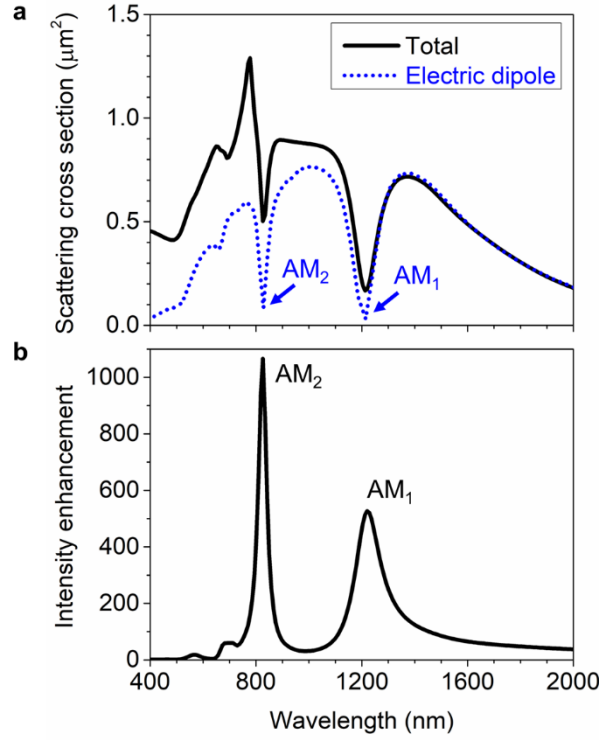 a
Scattering cross section (μm²)
1.5
1.0
0.5
0.0
Total
Electric dipole
AM₂
AM₁
b
Intensity enhancement
1000
800
600
400
200
0
AM₂
AM₁
400 800 1200 1600 2000
Wavelength (nm)